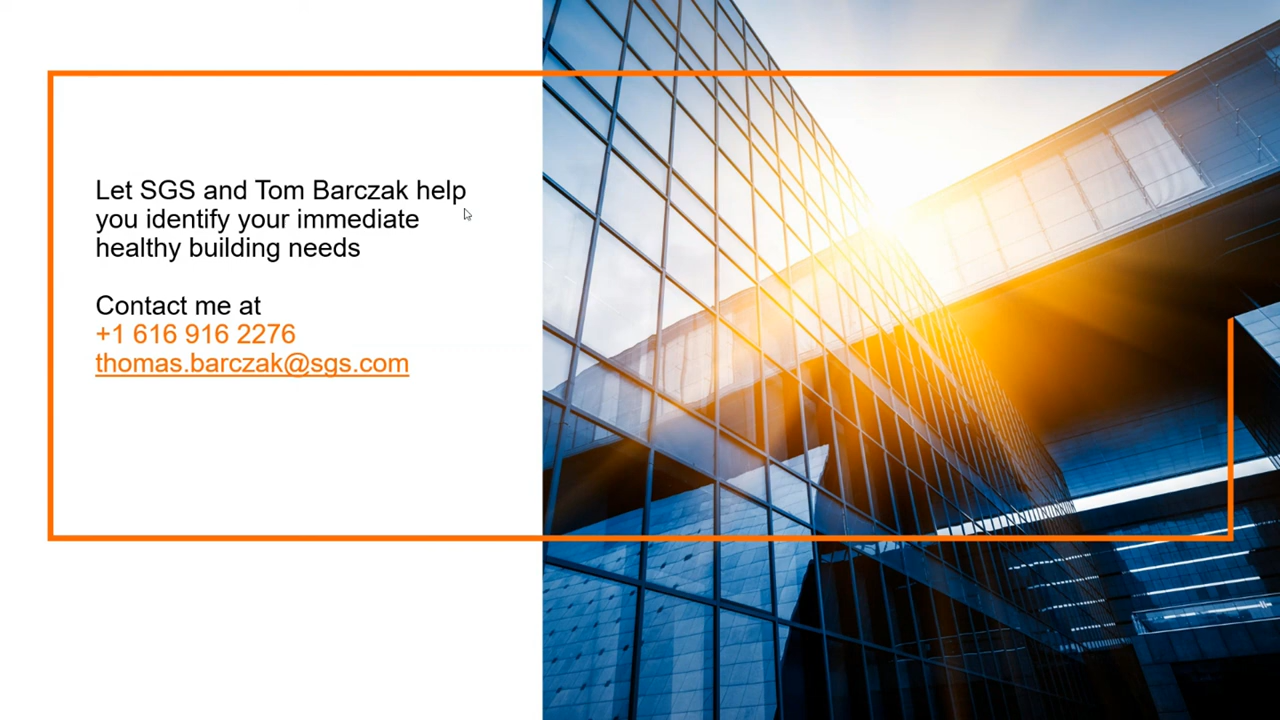 Let SGS and Tom Barczak help
you identify your immediate
healthy building needs
Contact me at
+1 616 916 2276
thomas.barczak@sgs.com